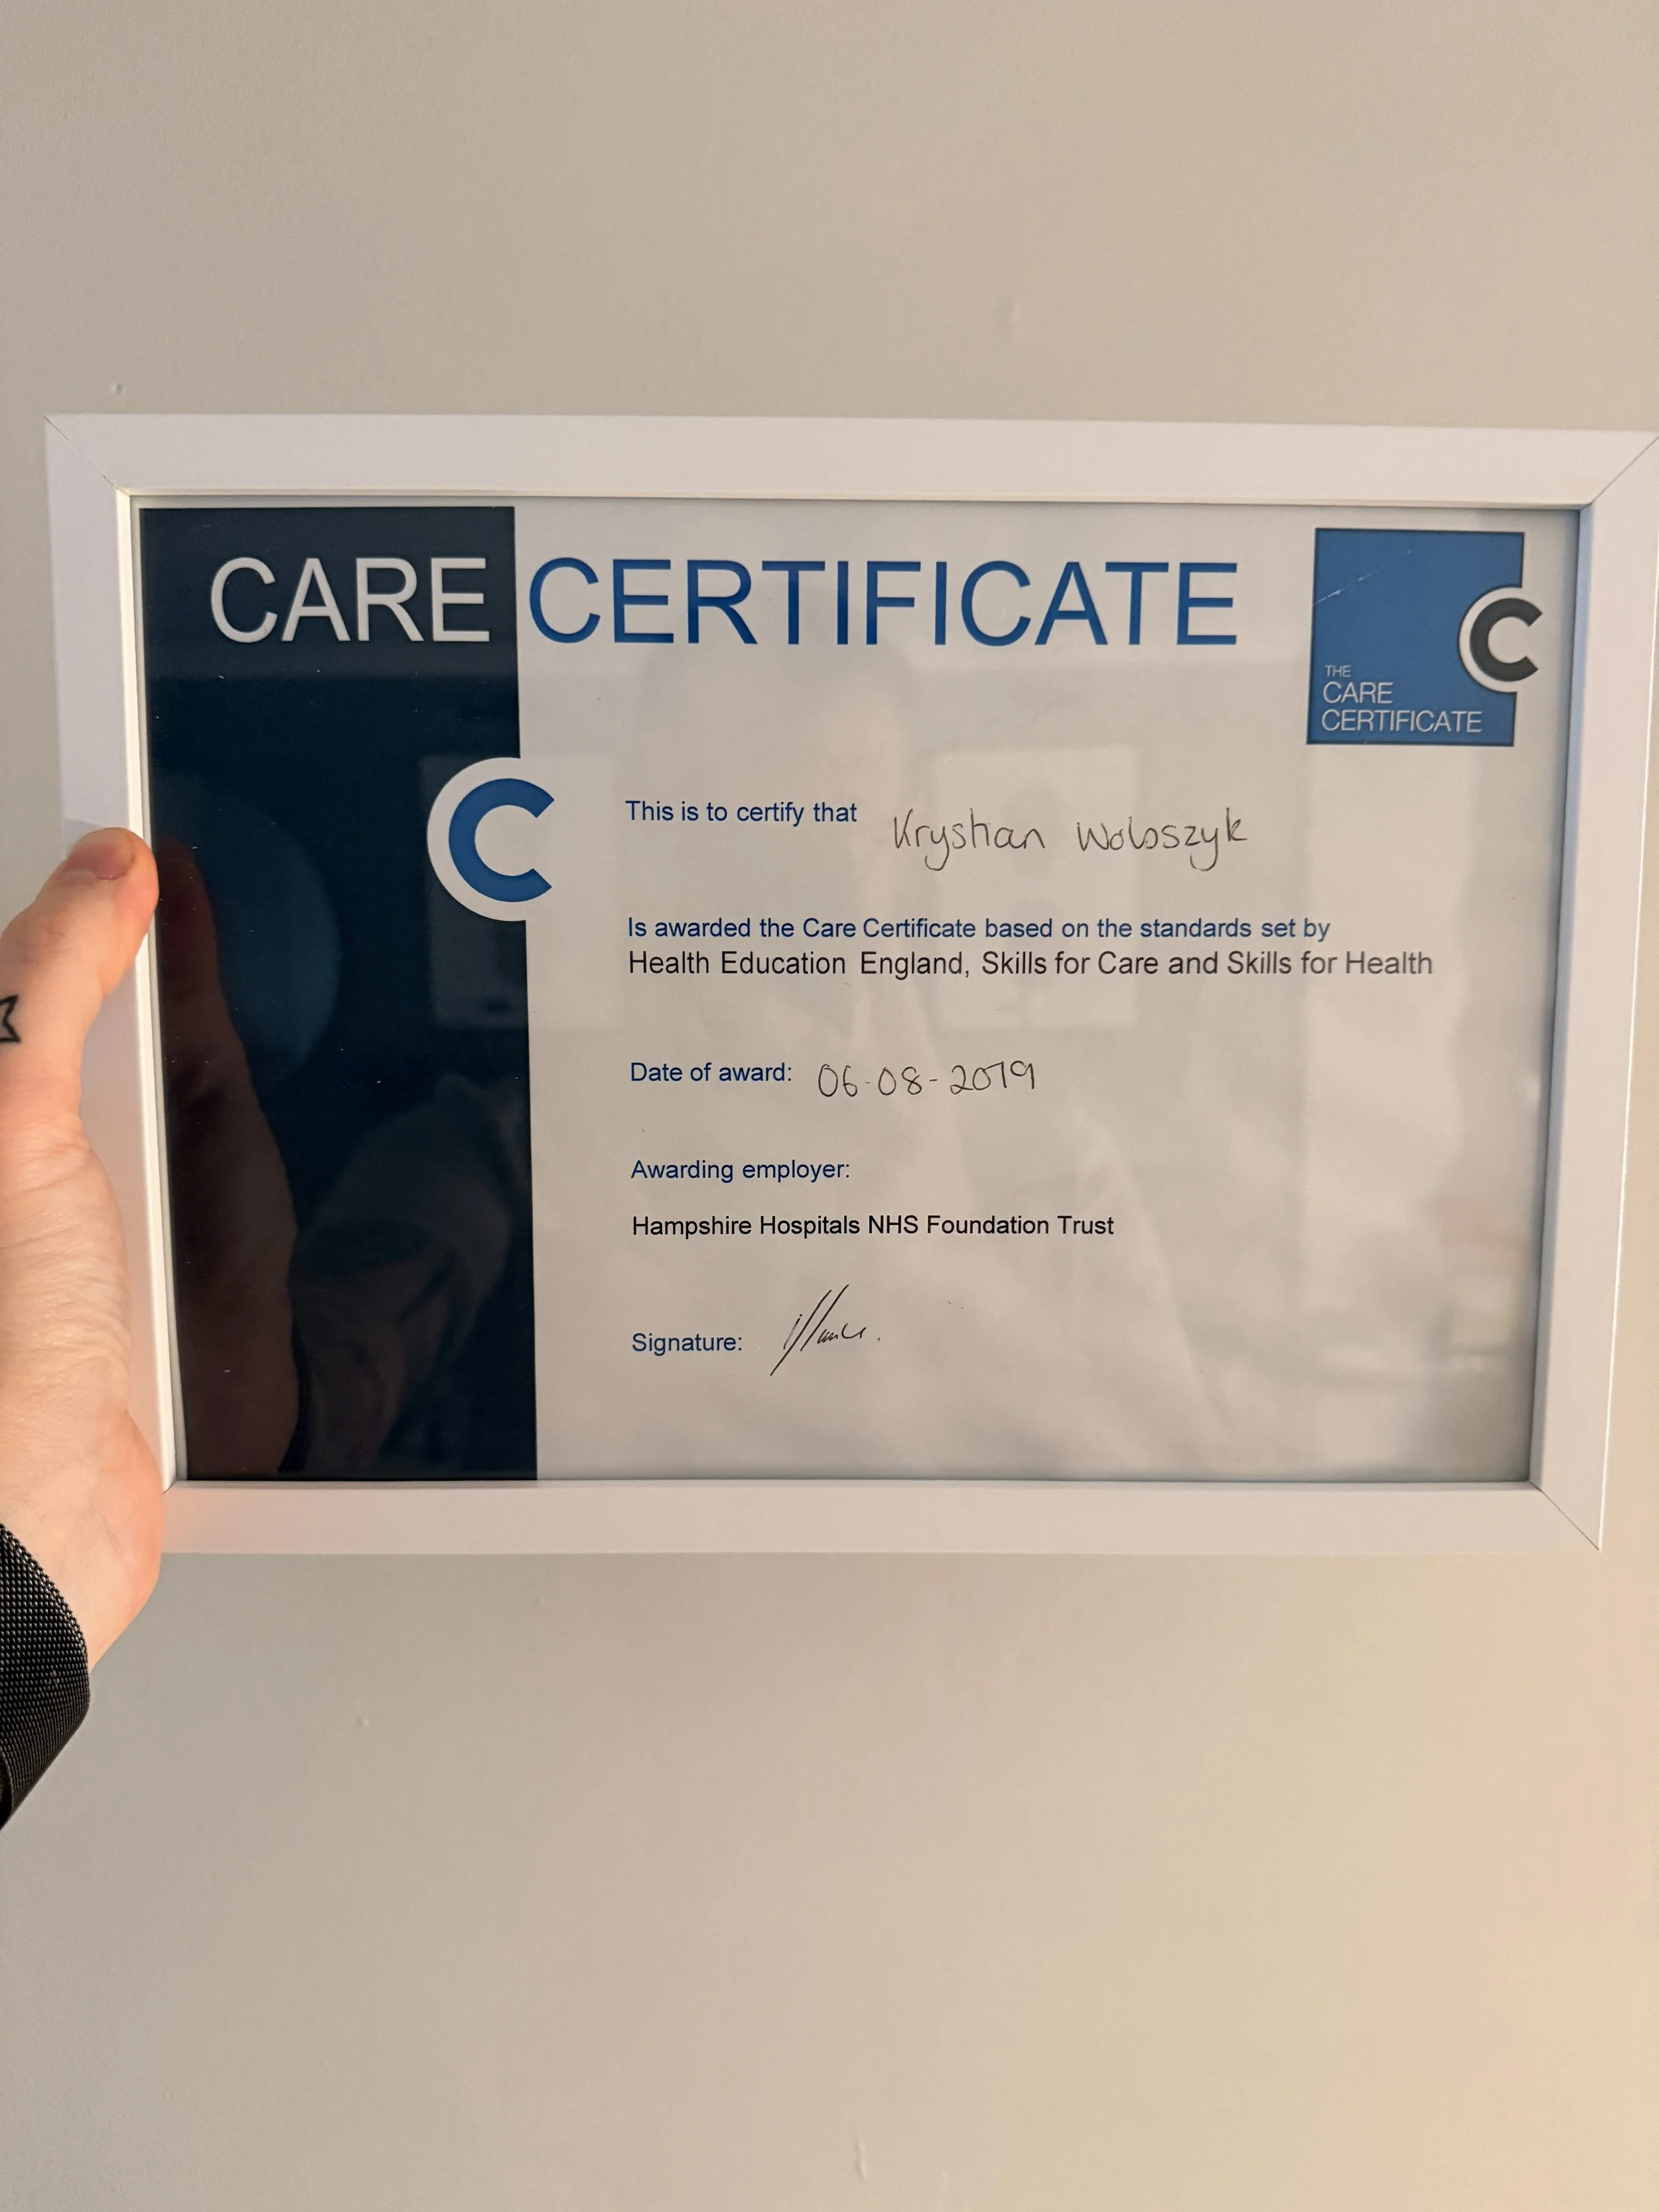 CARE CERTIFICATE
C
THE
CARE
CERTIFICATE
C
This is to certify that Krystian Woloszyk
Is awarded the Care Certificate based on the standards set by
Health Education England, Skills for Care and Skills for Health
Date of award: 06-08-2019
Awarding employer:
Hampshire Hospitals NHS Foundation Trust
Signature: